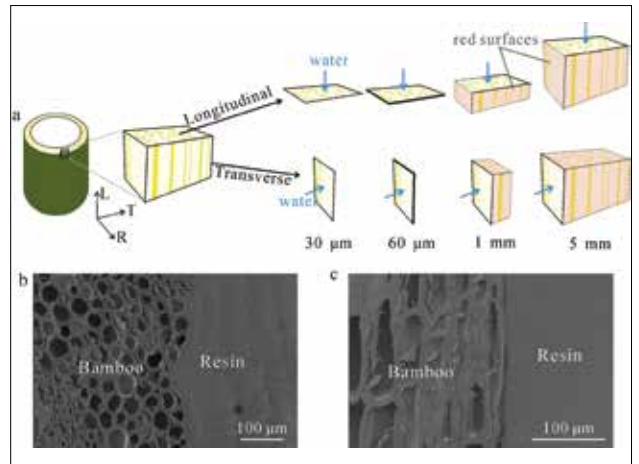 red surfaces
water
a
Longitudinal
Transverse
water
L
T
R
30 μm
60 μm
1 mm
5 mm
b
Bamboo
Resin
100 μm
c
Bamboo
Resin
100 μm